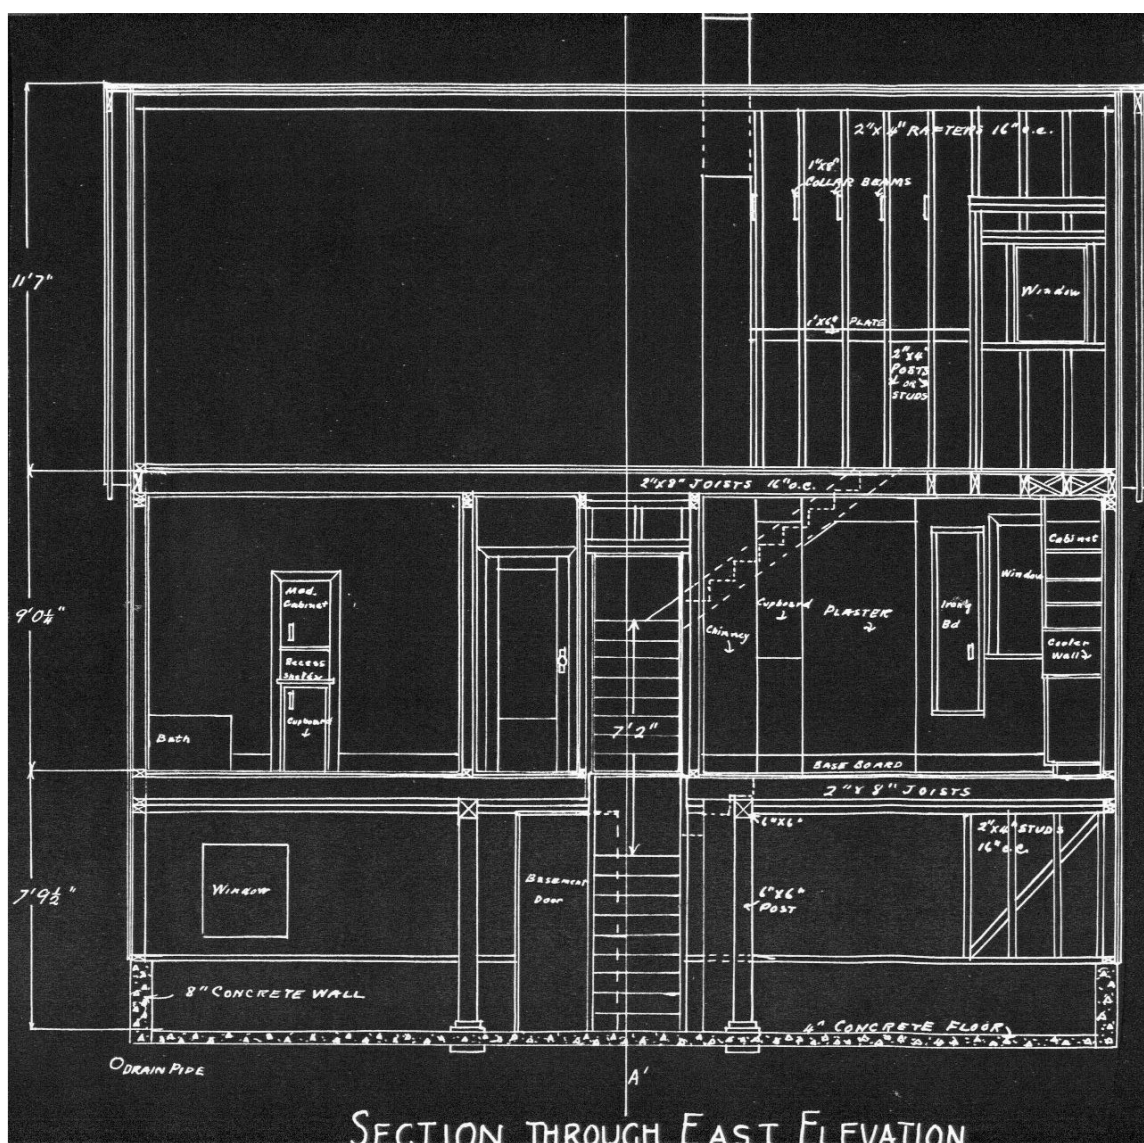 2"X4" RAFTERS 16" o.c.
1"X8"
COLLAR BEAMS
11'7"
Window
1"X6" PLATE
2"X4"
POSTS
OR
STUDS
2"X8" JOISTS 16" o.c.
Cabinet
Med.
Cabinet
Window
9'0¼"
Cupboard
PLASTER
Iron'g
Bd
Chimney
Cooler
Wall
Recess
Shelf
Cupboard
7'2"
Bath
BASE BOARD
2"X8" JOISTS
6"X6"
2"X4" STUDS
16" o.c.
Window
Basement
Door
6"X6"
POST
7'9½"
8" CONCRETE WALL
4" CONCRETE FLOOR
DRAIN PIPE
A'
SECTION THROUGH EAST ELEVATION